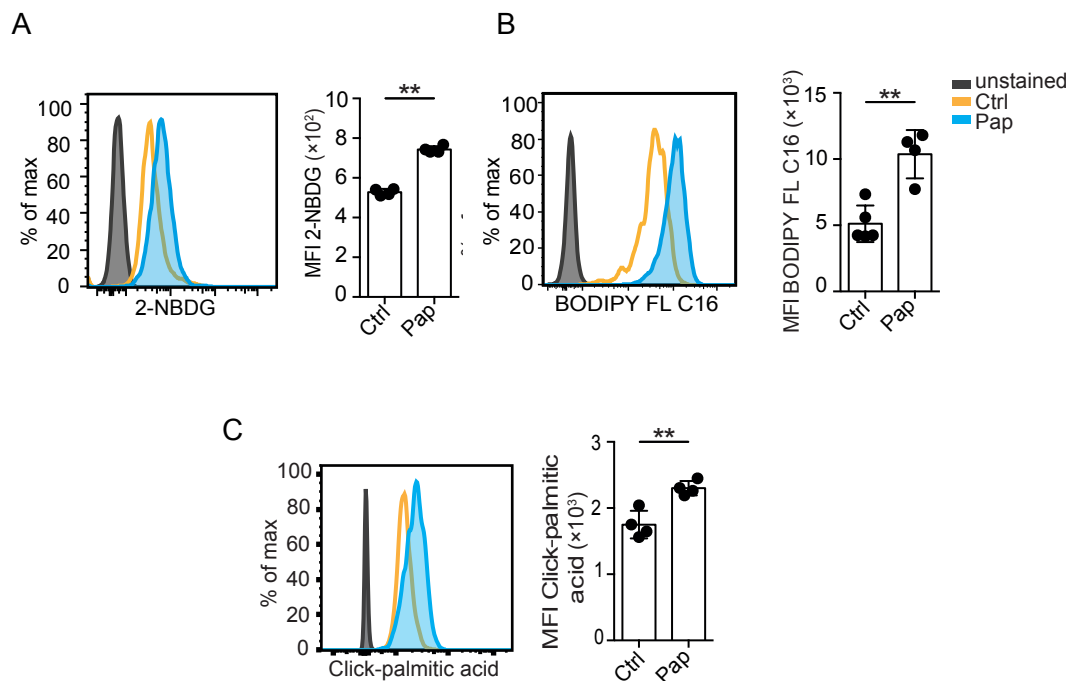 A
B
% of max
100
80
60
40
20
0
2-NBDG
MFI 2-NBDG (×10²)
10
8
6
4
2
0
**
Ctrl
Pap
% of max
100
80
60
40
20
0
BODIPY FL C16
MFI BODIPY FL C16 (×10³)
15
10
5
0
**
Ctrl
Pap
unstained
Ctrl
Pap
C
% of max
100
80
60
40
20
0
Click-palmitic acid
MFI Click-palmitic
acid (×10³)
3
2
1
0
**
Ctrl
Pap